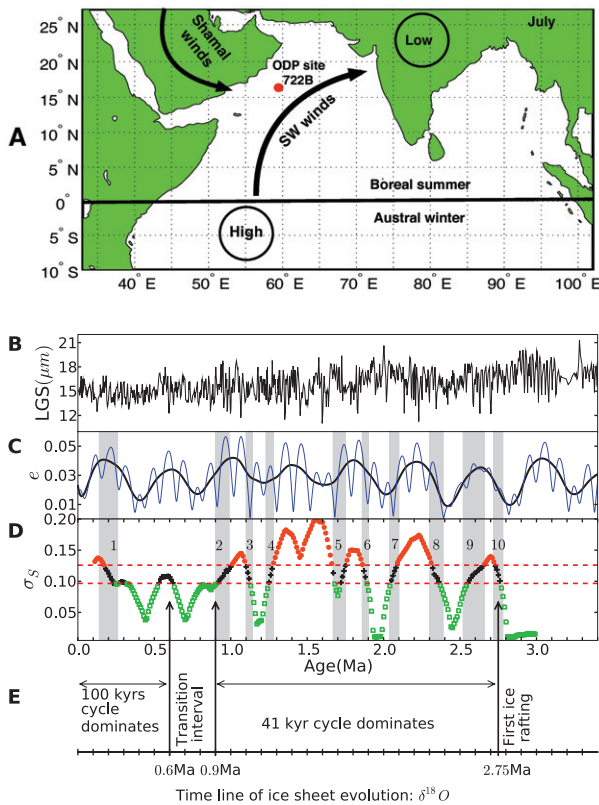 A
25° N
20° N
15° N
10° N
5° N
0°
5° S
10° S
Shamal
winds
July
Low
ODP site
722B
SW winds
Boreal summer
Austral winter
High
40° E
50° E
60° E
70° E
80° E
90° E
100° E
B
LGS(μm)
21
18
15
12
C
e
0.05
0.03
0.01
D
σS
0.20
0.15
0.10
0.05
1
2
3
4
5
6
7
8
9
10
0.0
0.5
1.0
1.5
2.0
2.5
3.0
Age(Ma)
E
100 kyrs
cycle
dominates
Transition
interval
41 kyr cycle dominates
First ice
rafting
0.6Ma
0.9Ma
2.75Ma
Time line of ice sheet evolution: δ¹⁸O